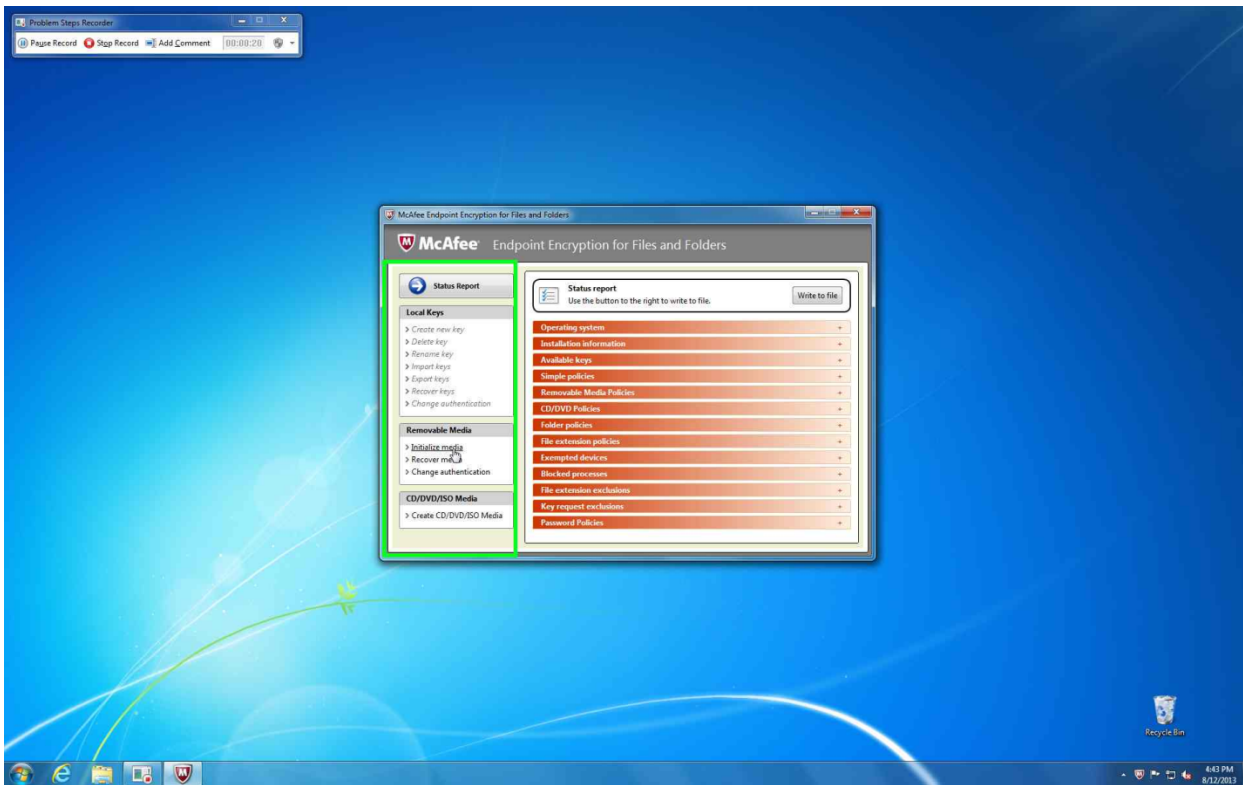 Problem Steps Recorder
Pause Record Stop Record Add Comment 00:00:20
McAfee Endpoint Encryption for Files and Folders
McAfee Endpoint Encryption for Files and Folders
Status Report
Local Keys
Create new key
Delete key
Rename key
Import keys
Export keys
Recover keys
Change authentication
Removable Media
Initialize media
Recover media
Change authentication
CD/DVD/ISO Media
Create CD/DVD/ISO Media
Status report
Use the button to the right to write to file.
Write to file
Operating system +
Installation information +
Available keys +
Simple policies +
Removable Media Policies +
CD/DVD Policies +
Folder policies +
File extension policies +
Exempted devices +
Blocked processes +
File extension exclusions +
Key request exclusions +
Password Policies +
Recycle Bin
4:43 PM
8/12/2013